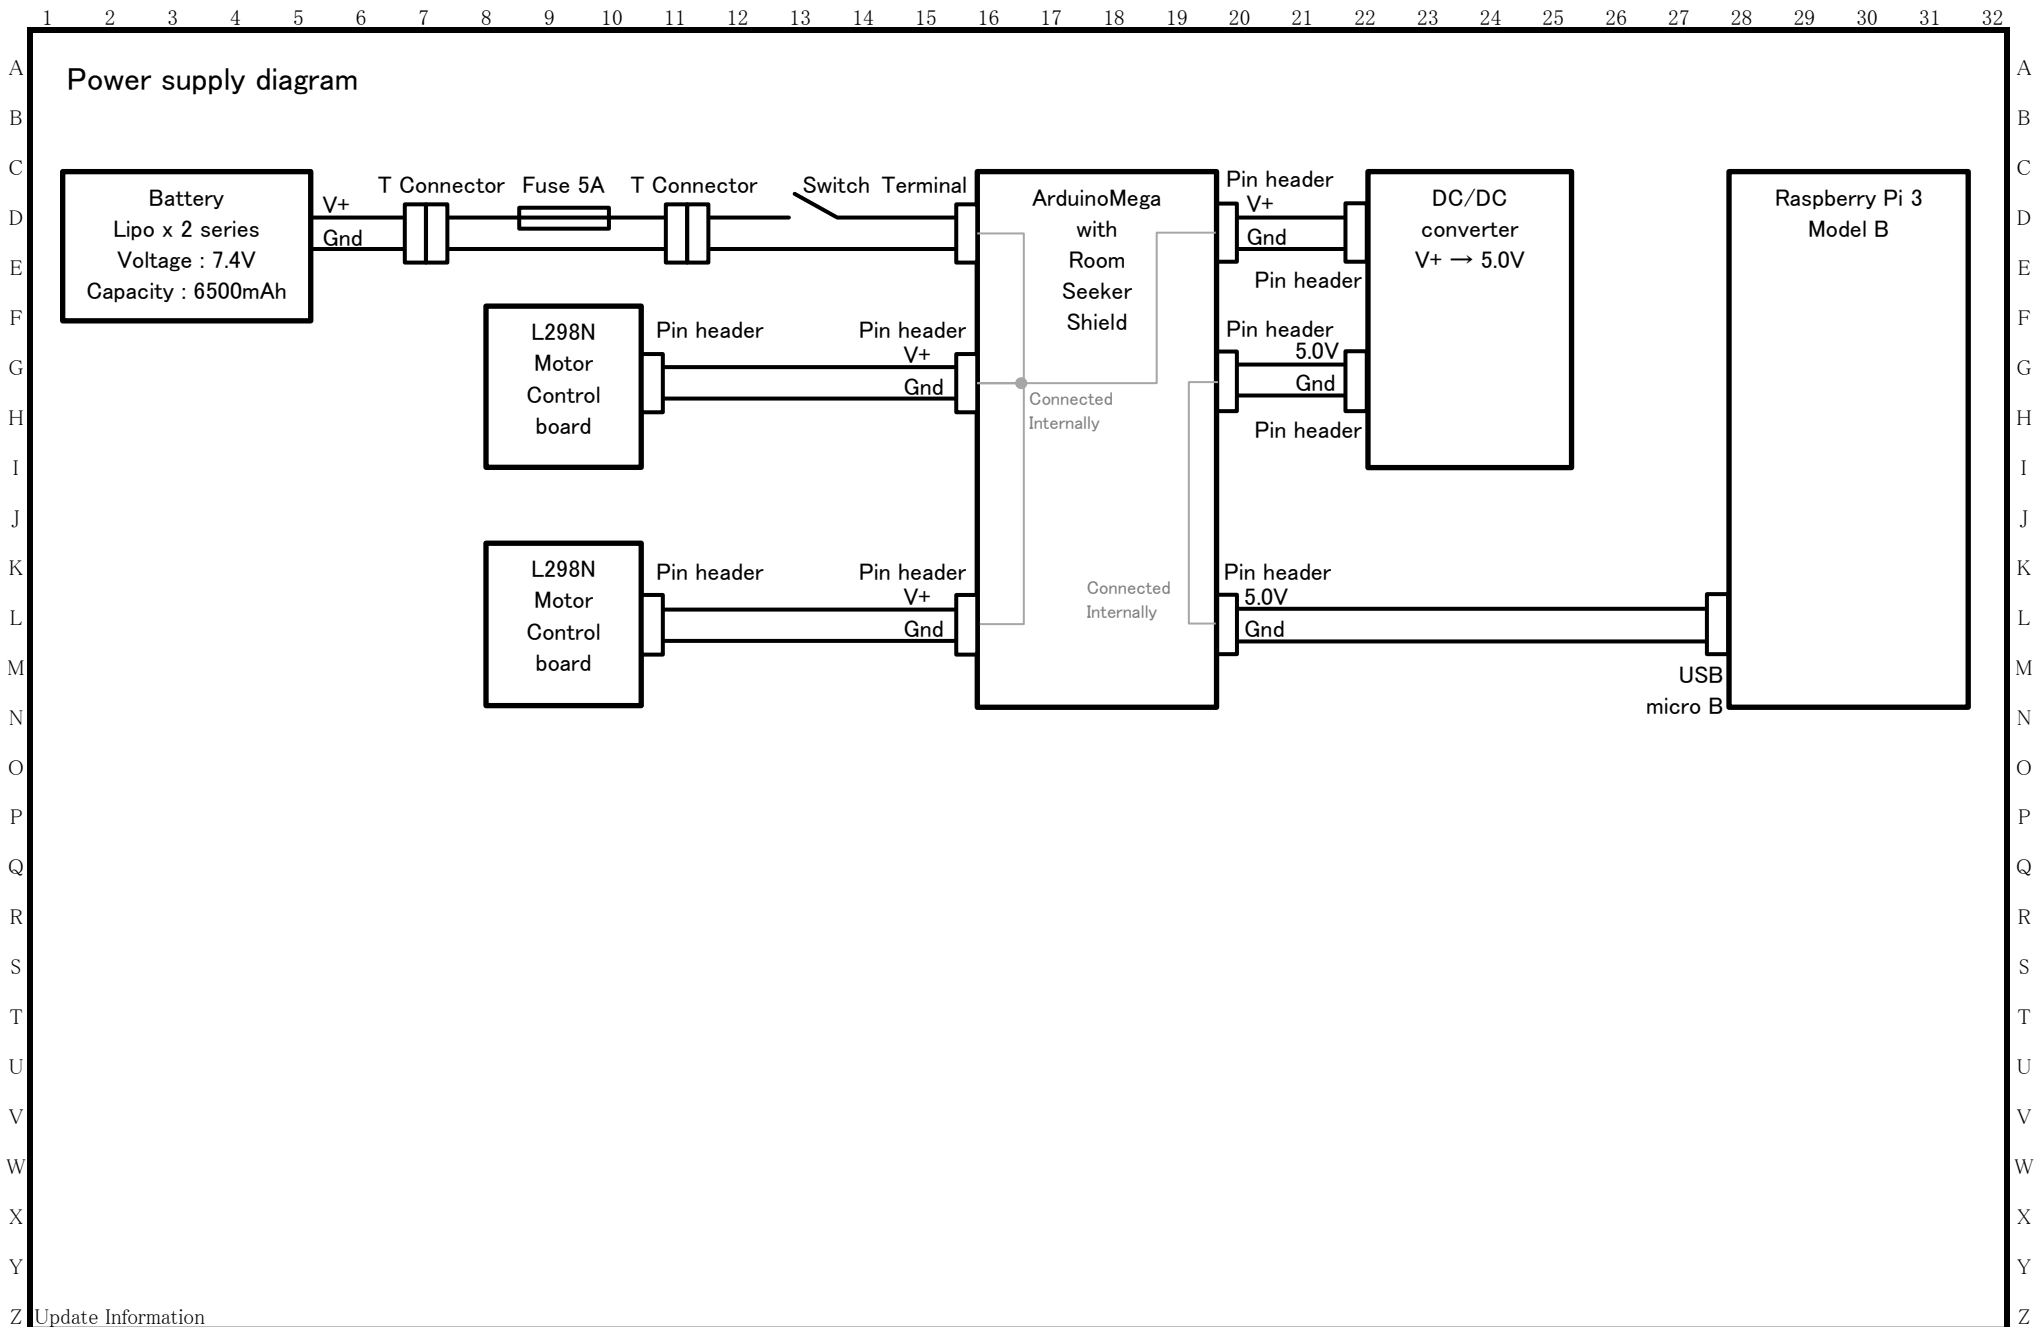 1 2 3 4 5 6 7 8 9 10 11 12 13 14 15 16 17 18 19 20 21 22 23 24 25 26 27 28 29 30 31 32
A A
Power supply diagram
B B
C C
Battery
Lipo x 2 series
Voltage : 7.4V
Capacity : 6500mAh
V+
Gnd
T Connector
Fuse 5A
T Connector
Switch
Terminal
ArduinoMega
with
Room
Seeker
Shield
Pin header
V+
Gnd
Pin header
DC/DC
converter
V+ → 5.0V
Raspberry Pi 3
Model B
D D
E E
F F
L298N
Motor
Control
board
Pin header
Pin header
V+
Gnd
Connected
Internally
Pin header
5.0V
Gnd
Pin header
G G
H H
I I
J J
K K
L298N
Motor
Control
board
Pin header
Pin header
V+
Gnd
Connected
Internally
Pin header
5.0V
Gnd
USB
micro B
L L
M M
N N
O O
P P
Q Q
R R
S S
T T
U U
V V
W W
X X
Y Y
Z Update Information Z